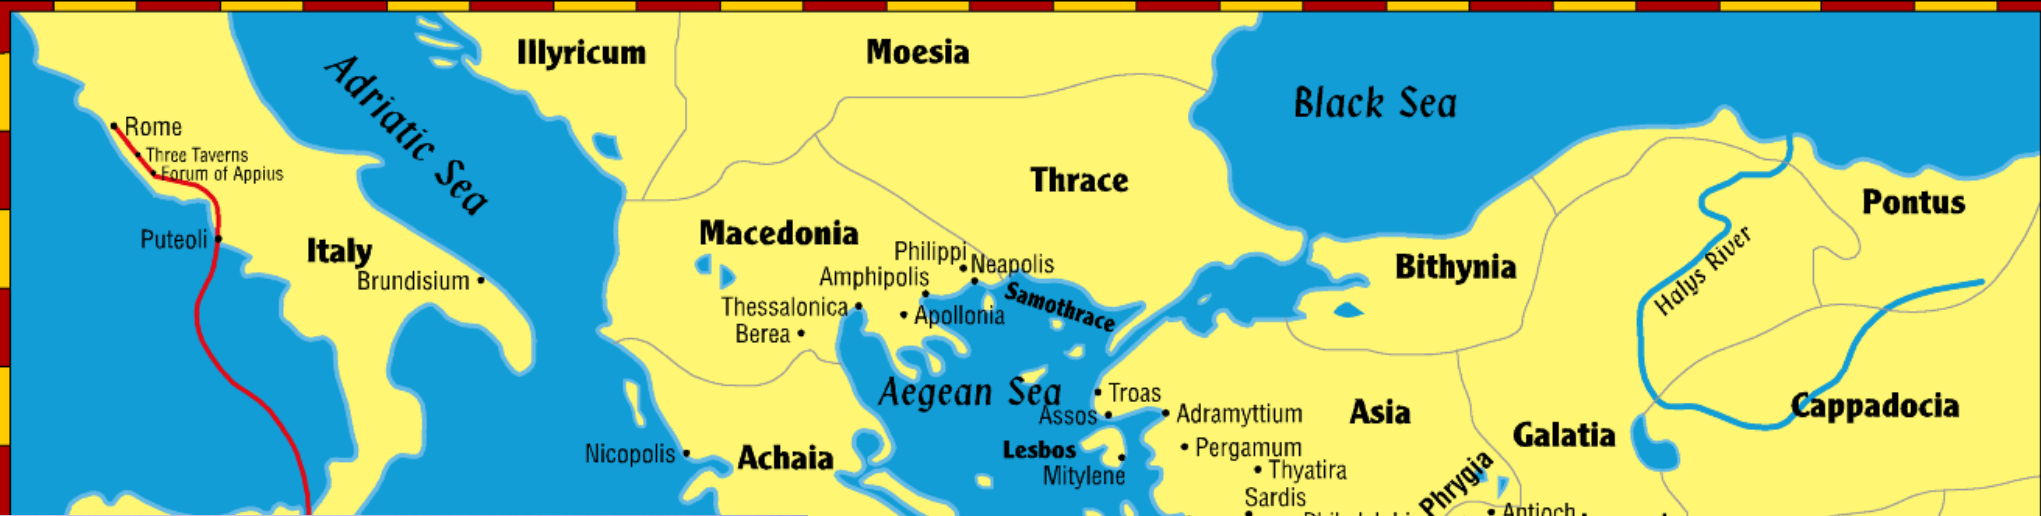 Illyricum
Moesia
Adriatic Sea
Black Sea
Rome
Three Taverns
Forum of Appius
Thrace
Pontus
Puteoli
Italy
Macedonia
Philippi
Neapolis
Bithynia
Halys River
Brundisium
Amphipolis
Samothrace
Thessalonica
Apollonia
Berea
Aegean Sea
Troas
Assos
Adramyttium
Asia
Cappadocia
Galatia
Nicopolis
Achaia
Lesbos
Mitylene
Pergamum
Thyatira
Phrygia
Sardis
Antioch